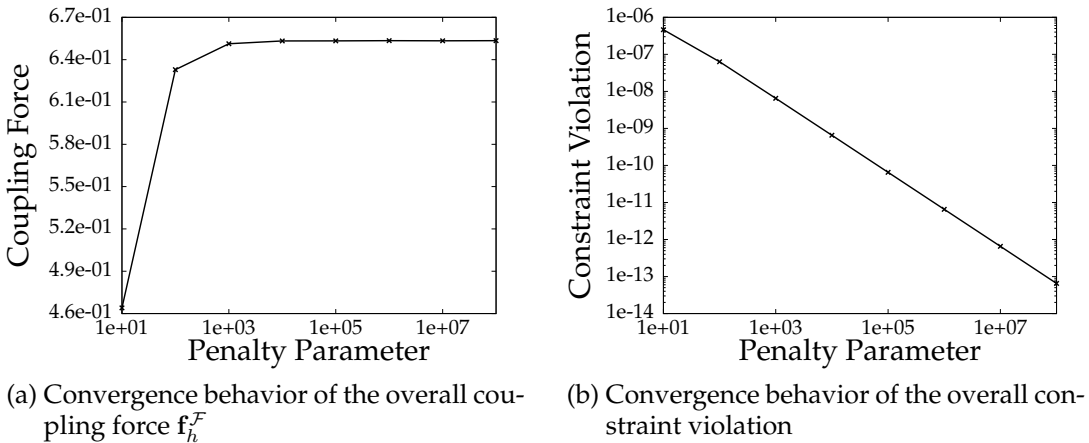 6.7e-01
6.4e-01
6.1e-01
5.8e-01
5.5e-01
5.2e-01
4.9e-01
4.6e-01
Coupling Force
1e+01 1e+03 1e+05 1e+07
Penalty Parameter
(a) Convergence behavior of the overall cou-
pling force f_h^ℱ
1e-06
1e-07
1e-08
1e-09
1e-10
1e-11
1e-12
1e-13
1e-14
Constraint Violation
1e+01 1e+03 1e+05 1e+07
Penalty Parameter
(b) Convergence behavior of the overall con-
straint violation